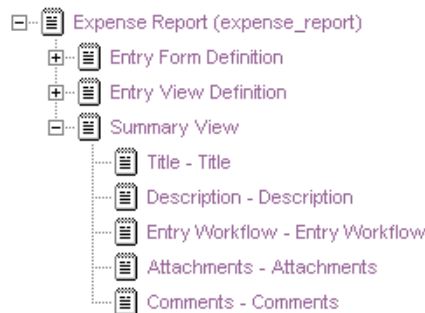 Expense Report (expense_report)
Entry Form Definition
Entry View Definition
Summary View
Title - Title
Description - Description
Entry Workflow - Entry Workflow
Attachments - Attachments
Comments - Comments